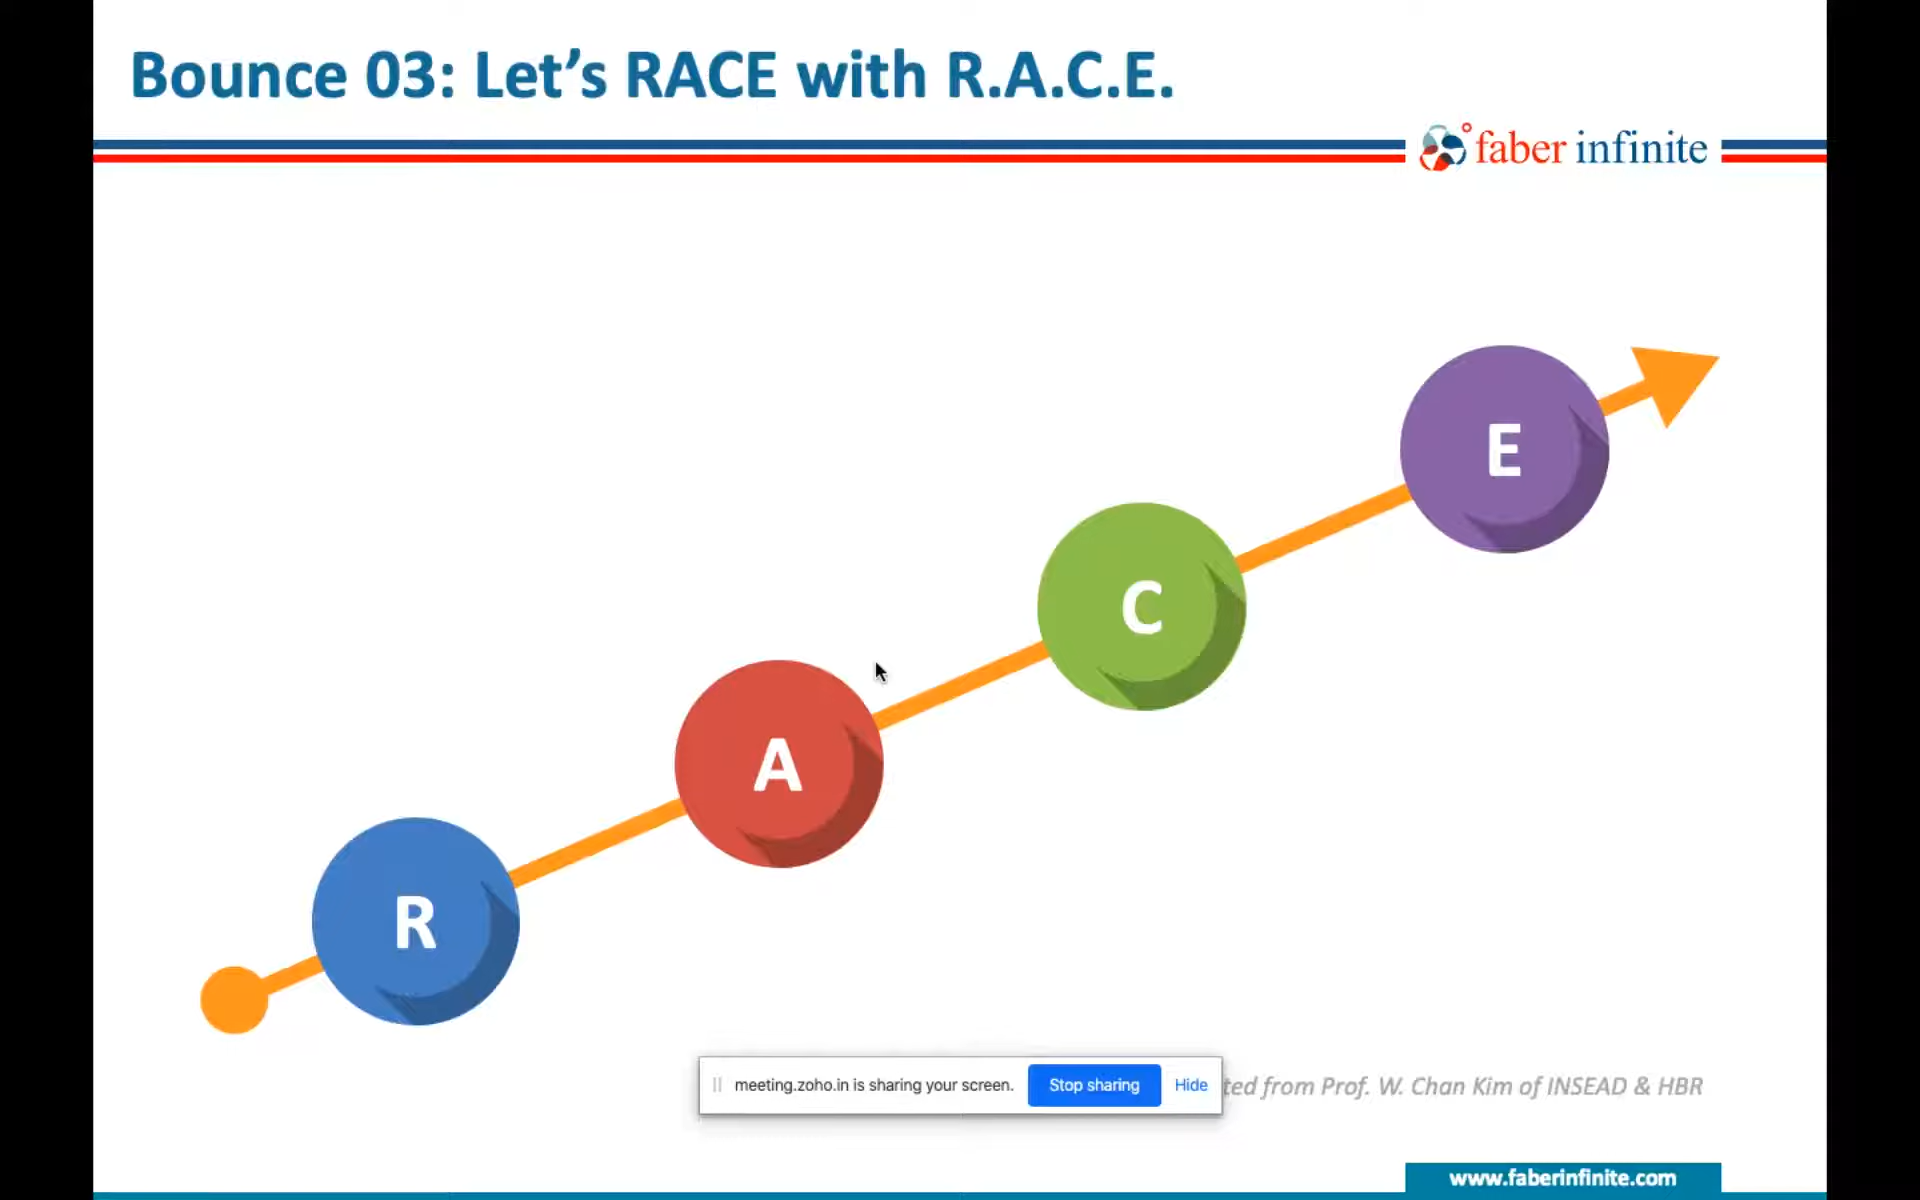 Bounce 03: Let's RACE with R.A.C.E.
faber infinite
E
C
A
R
meeting.zoho.in is sharing your screen. Stop sharing Hide
from Prof. W. Chan Kim of INSEAD & HBR
www.faberinfinite.com